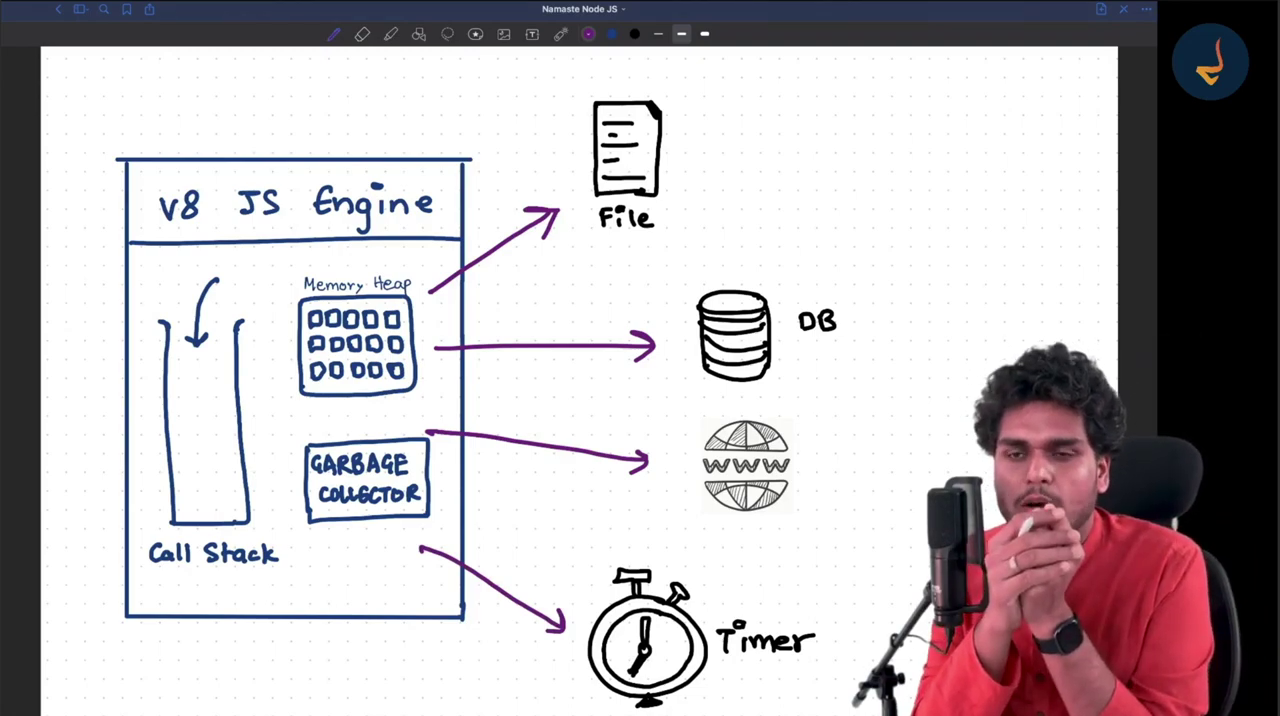 Namaste Node JS
V8 JS Engine
Memory Heap
GARBAGE
COLLECTOR
Call Stack
File
DB
WWW
Timer